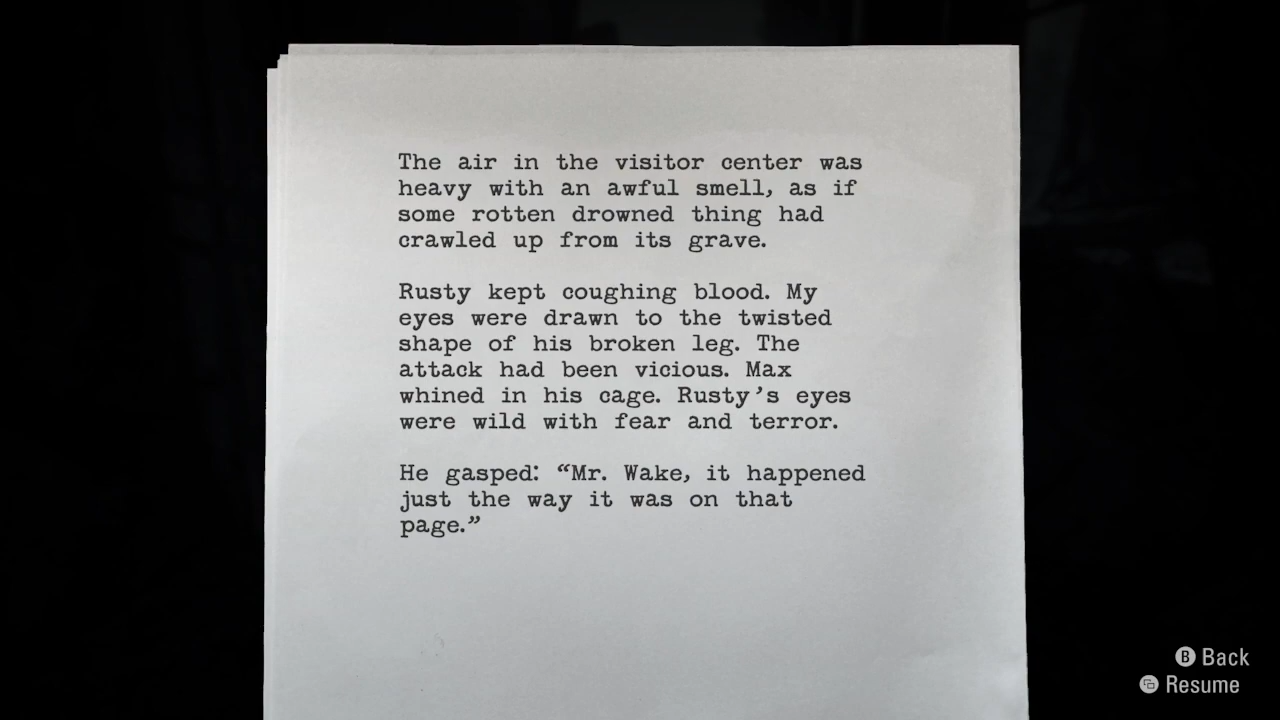 The air in the visitor center was
heavy with an awful smell, as if
some rotten drowned thing had
crawled up from its grave.
Rusty kept coughing blood. My
eyes were drawn to the twisted
shape of his broken leg. The
attack had been vicious. Max
whined in his cage. Rusty’s eyes
were wild with fear and terror.
He gasped: “Mr. Wake, it happened
just the way it was on that
page.”
B Back
Resume